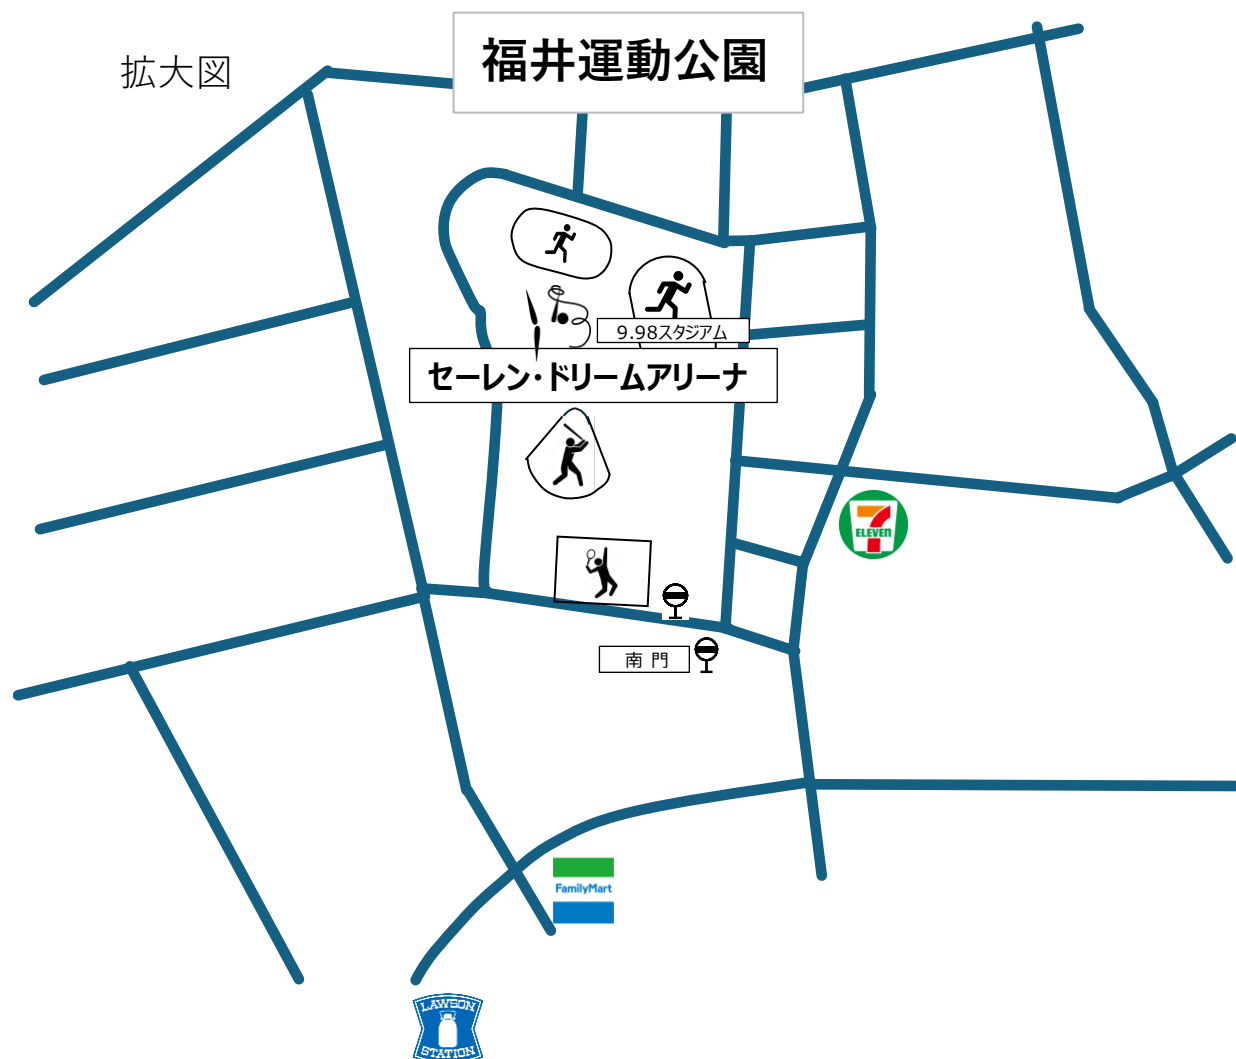 福井運動公園
拡大図
9.98スタジアム
セーレン・ドリームアリーナ
7
ELEVEN
南 門
FamilyMart
LAWSON
STATION